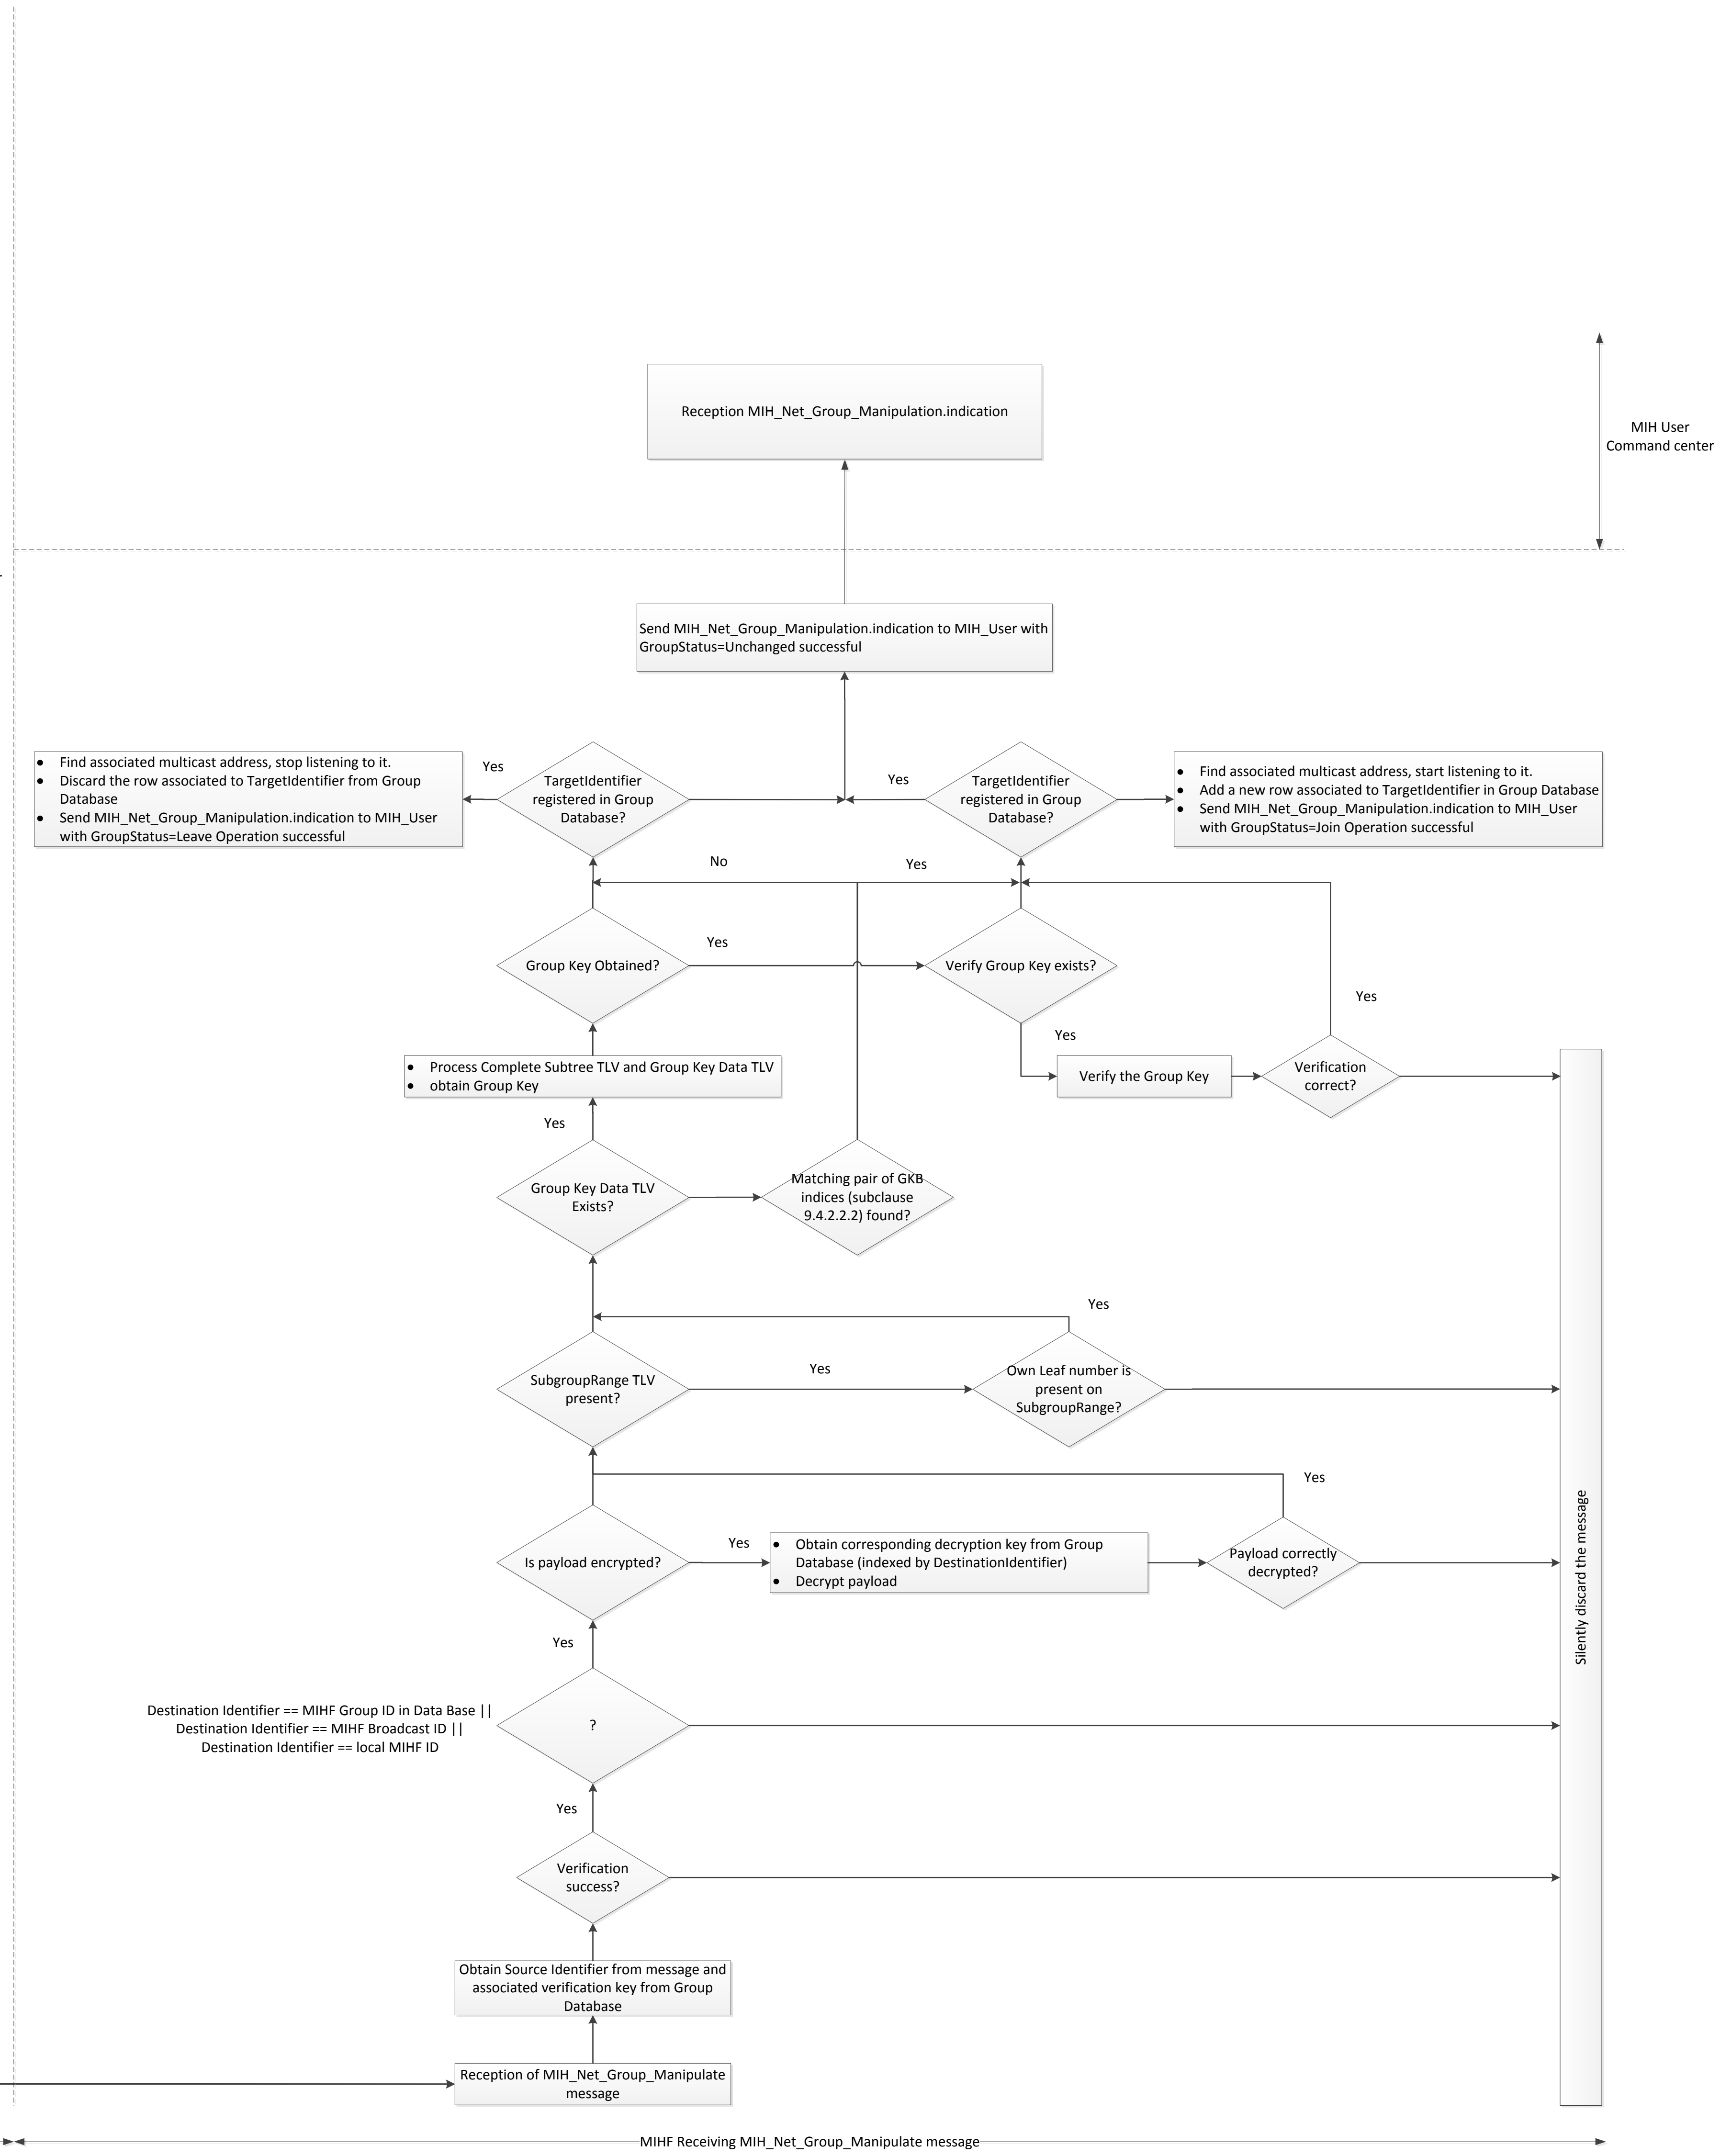 Reception MIH_Net_Group_Manipulation.indication
MIH User
Command center
Send MIH_Net_Group_Manipulation.indication to MIH_User with
GroupStatus=Unchanged successful
● Find associated multicast address, stop listening to it.
● Discard the row associated to TargetIdentifier from Group
Database
● Send MIH_Net_Group_Manipulation.indication to MIH_User
with GroupStatus=Leave Operation successful
Yes
TargetIdentifier
registered in Group
Database?
Yes
TargetIdentifier
registered in Group
Database?
● Find associated multicast address, start listening to it.
● Add a new row associated to TargetIdentifier in Group Database
● Send MIH_Net_Group_Manipulation.indication to MIH_User
with GroupStatus=Join Operation successful
No
Yes
Group Key Obtained?
Yes
Verify Group Key exists?
Yes
Yes
● Process Complete Subtree TLV and Group Key Data TLV
● obtain Group Key
Verify the Group Key
Verification
correct?
Yes
Group Key Data TLV
Exists?
Matching pair of GKB
indices (subclause
9.4.2.2.2) found?
Yes
SubgroupRange TLV
present?
Yes
Own Leaf number is
present on
SubgroupRange?
Yes
Is payload encrypted?
Yes
● Obtain corresponding decryption key from Group
Database (indexed by DestinationIdentifier)
● Decrypt payload
Payload correctly
decrypted?
Silently discard the message
Yes
Destination Identifier == MIHF Group ID in Data Base ||
Destination Identifier == MIHF Broadcast ID ||
Destination Identifier == local MIHF ID
?
Yes
Verification
success?
Obtain Source Identifier from message and
associated verification key from Group
Database
Reception of MIH_Net_Group_Manipulate
message
MIHF Receiving MIH_Net_Group_Manipulate message